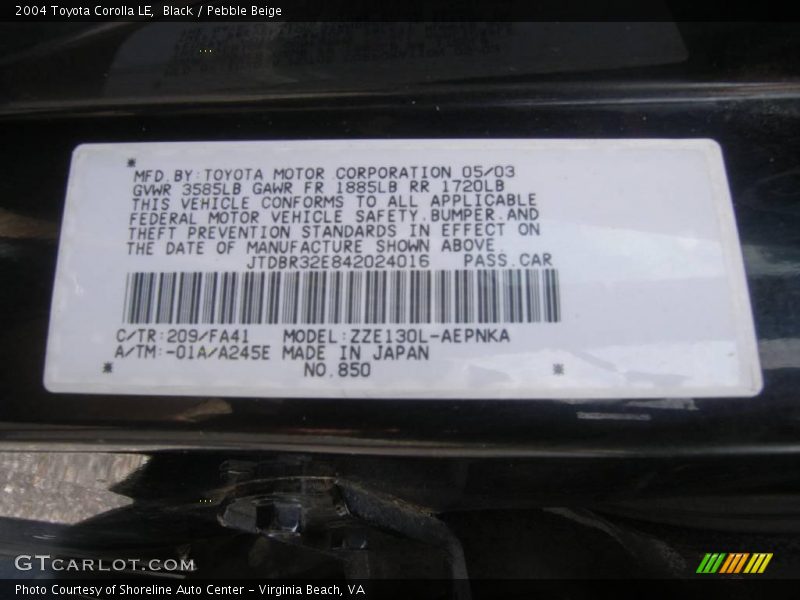 2004 Toyota Corolla LE, Black / Pebble Beige
MFD.BY:TOYOTA MOTOR CORPORATION 05/03
GVWR 3585LB GAWR FR 1885LB RR 1720LB
THIS VEHICLE CONFORMS TO ALL APPLICABLE
FEDERAL MOTOR VEHICLE SAFETY.BUMPER.AND
THEFT PREVENTION STANDARDS IN EFFECT ON
THE DATE OF MANUFACTURE SHOWN ABOVE.
JTDBR32E842024016 PASS.CAR
C/TR:209/FA41 MODEL:ZZE130L-AEPNKA
A/TM:-01A/A245E MADE IN JAPAN
NO.850
GTCARLOT.COM
Photo Courtesy of Shoreline Auto Center - Virginia Beach, VA